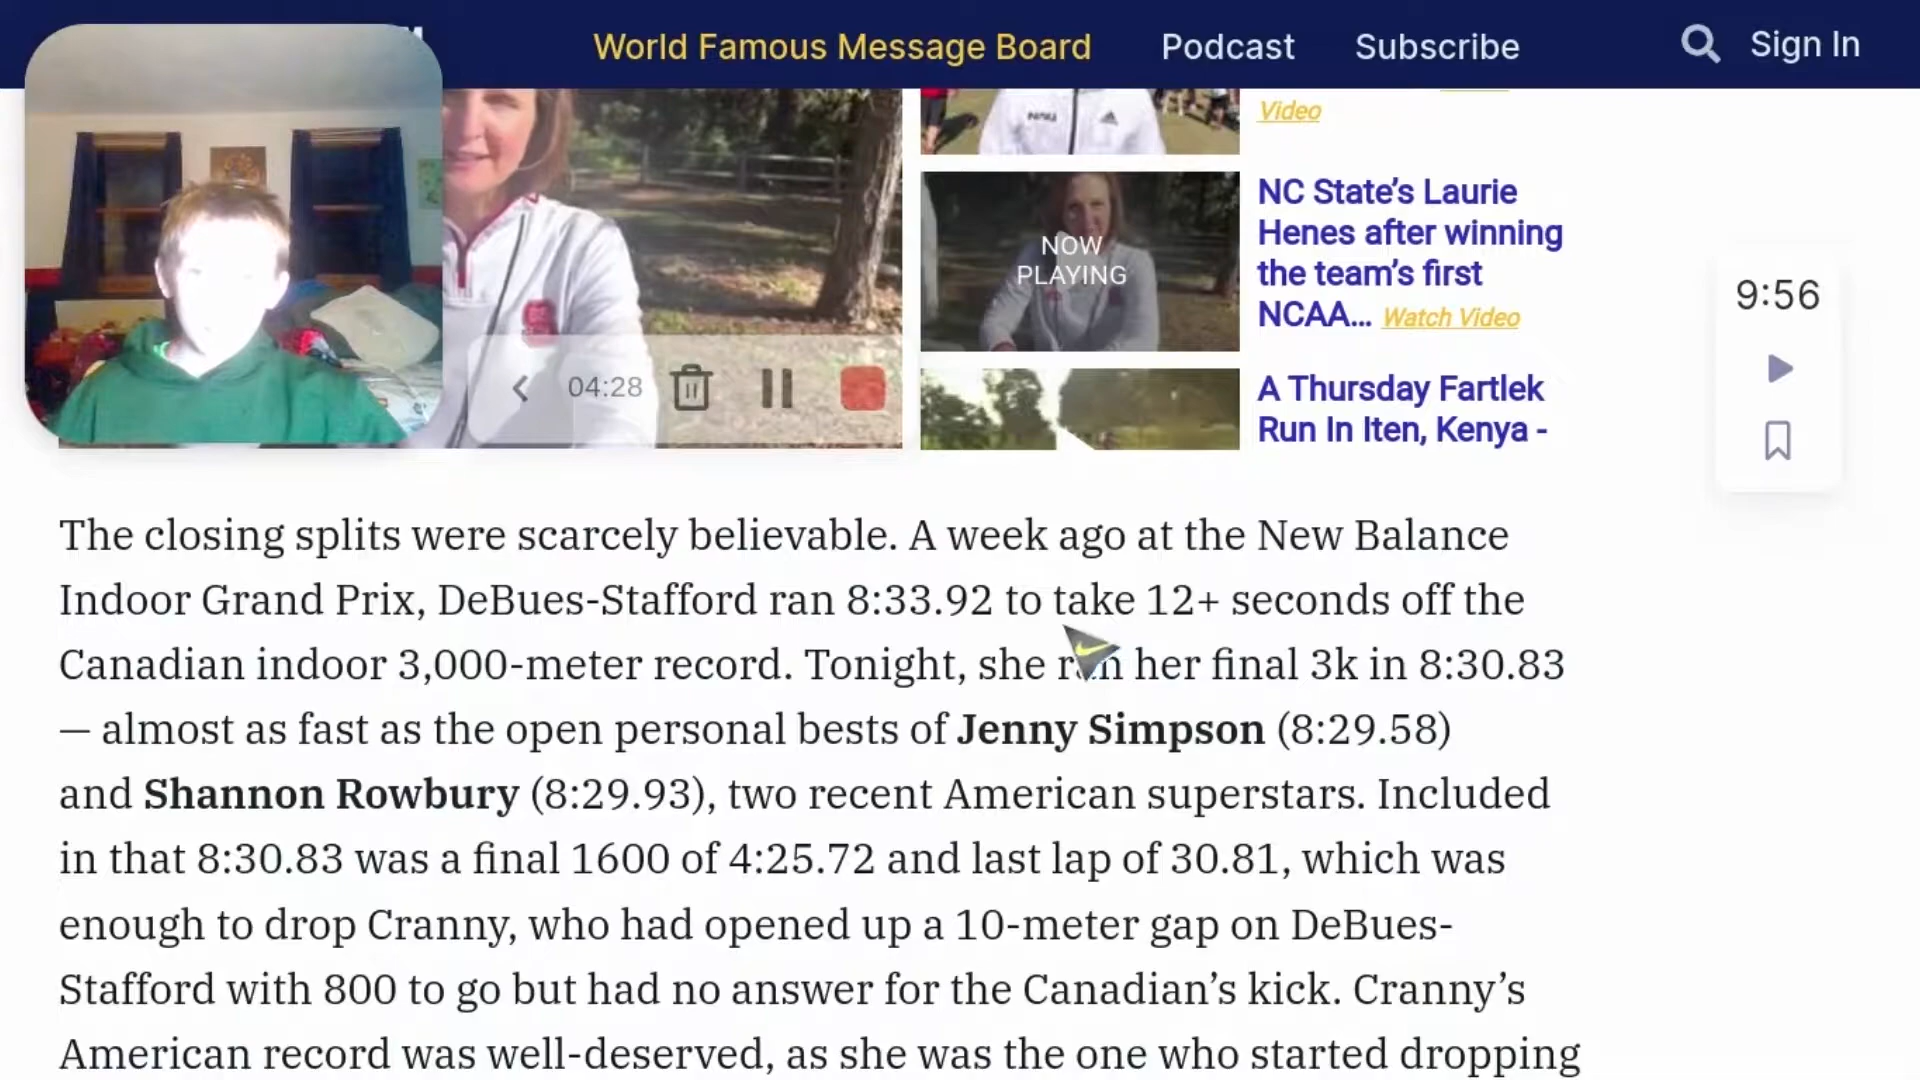 World Famous Message Board
Podcast
Subscribe
Sign In
Video
NC State’s Laurie
Henes after winning
the team’s first
NCAA... Watch Video
NOW
PLAYING
A Thursday Fartlek
Run In Iten, Kenya -
04:28
9:56
The closing splits were scarcely believable. A week ago at the New Balance
Indoor Grand Prix, DeBues-Stafford ran 8:33.92 to take 12+ seconds off the
Canadian indoor 3,000-meter record. Tonight, she ran her final 3k in 8:30.83
— almost as fast as the open personal bests of Jenny Simpson (8:29.58)
and Shannon Rowbury (8:29.93), two recent American superstars. Included
in that 8:30.83 was a final 1600 of 4:25.72 and last lap of 30.81, which was
enough to drop Cranny, who had opened up a 10-meter gap on DeBues-
Stafford with 800 to go but had no answer for the Canadian’s kick. Cranny’s
American record was well-deserved, as she was the one who started dropping